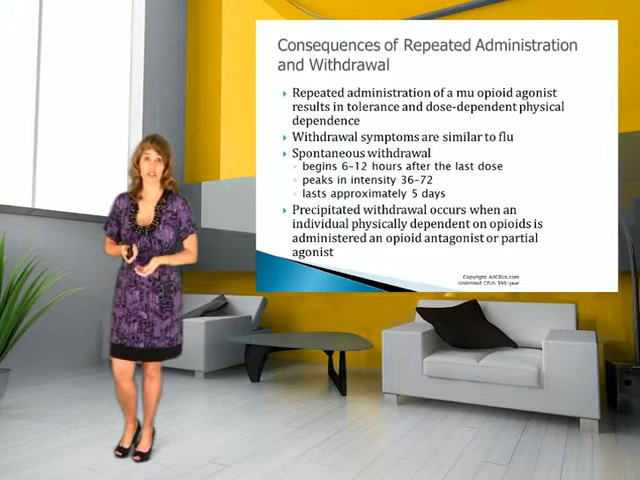 Consequences of Repeated Administration
and Withdrawal
Repeated administration of a mu opioid agonist
results in tolerance and dose-dependent physical
dependence
Withdrawal symptoms are similar to flu
Spontaneous withdrawal
begins 6-12 hours after the last dose
peaks in intensity 36-72
lasts approximately 5 days
Precipitated withdrawal occurs when an
individual physically dependent on opioids is
administered an opioid antagonist or partial
agonist
Copyright AllCEUs.com
Unlimited CEUs $99/year